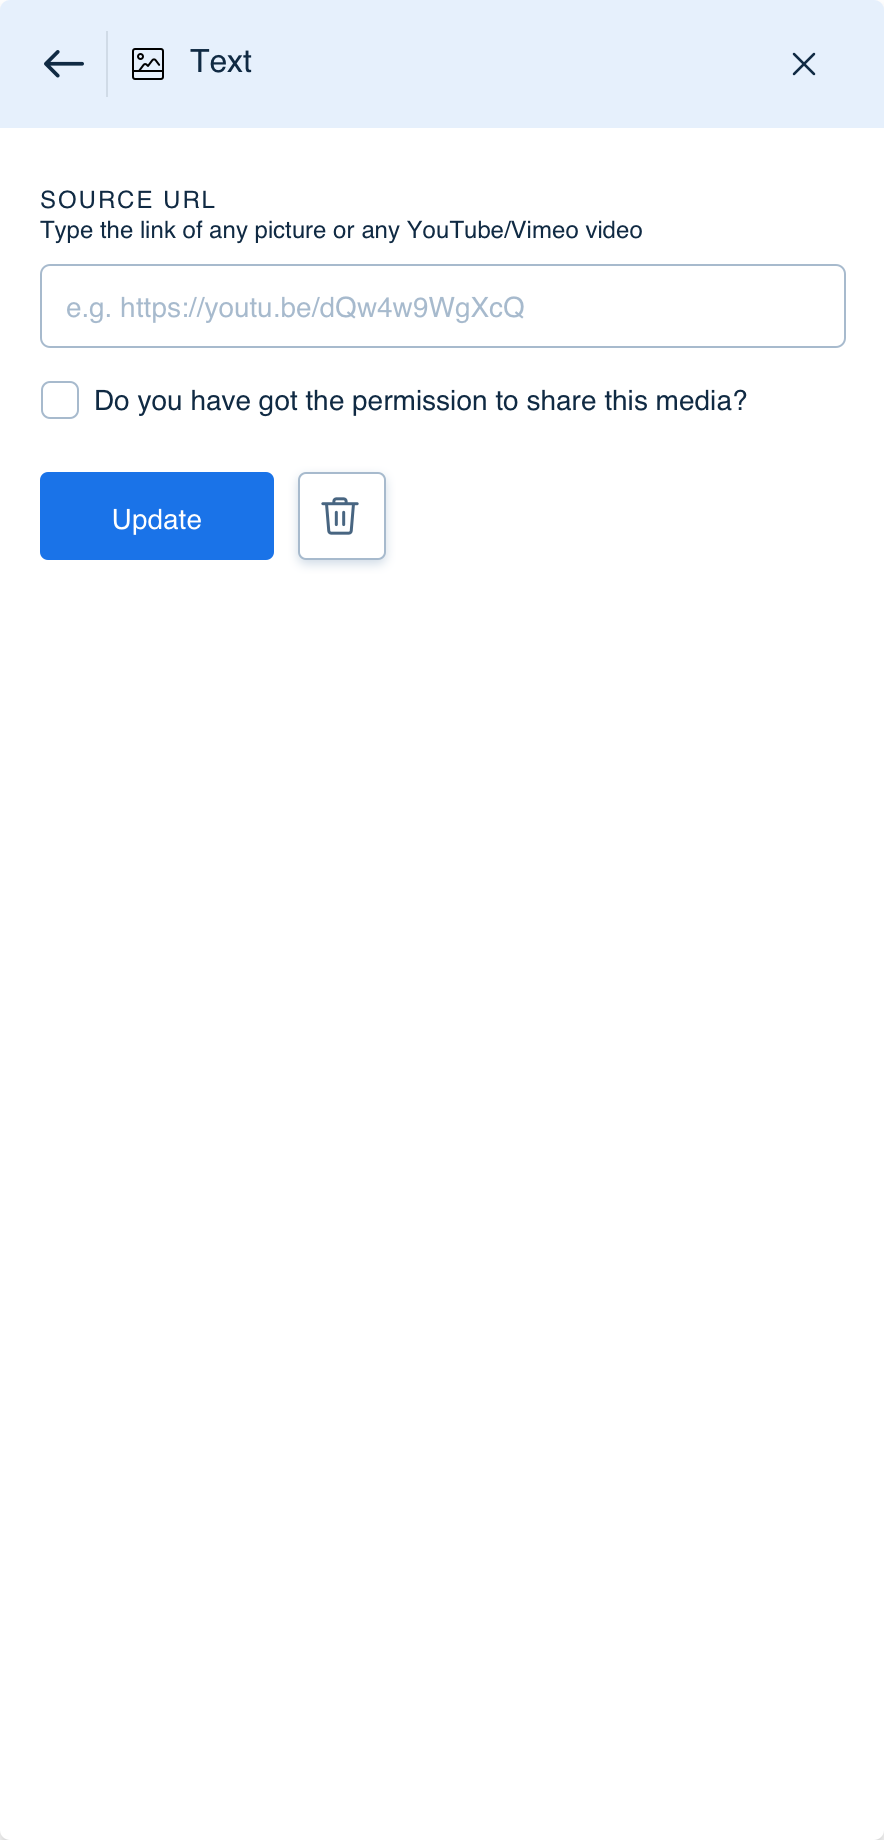 Text
SOURCE URL
Type the link of any picture or any YouTube/Vimeo video
e.g. https://youtu.be/dQw4w9WgXcQ
Do you have got the permission to share this media?
Update